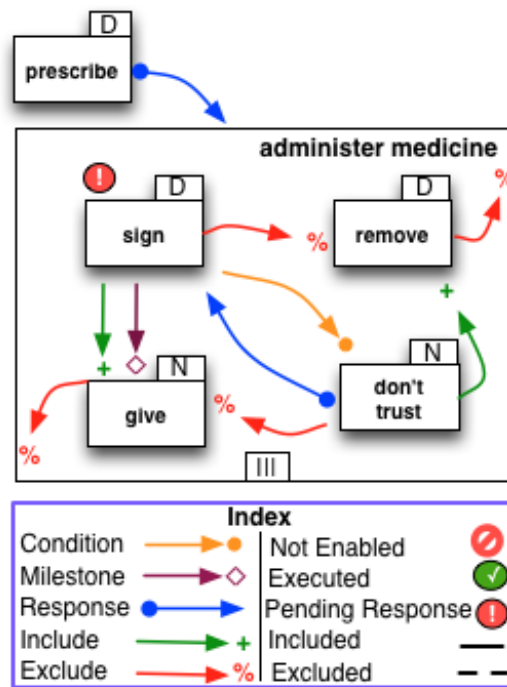 D
prescribe
administer medicine
!
D
sign
D
remove
%
%
+
+
N
give
%
N
don't
trust
%
III
Index
Condition
Milestone
Response
Include +
Exclude %
Not Enabled
Executed √
Pending Response !
Included
Excluded